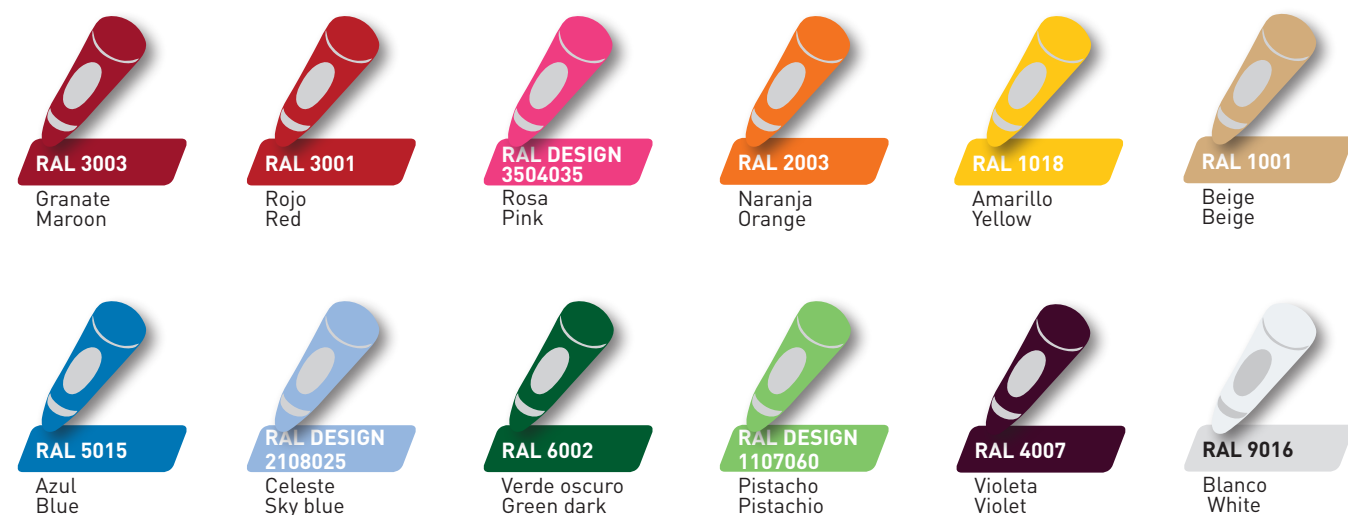 RAL 3003
Granate
Maroon
RAL 3001
Rojo
Red
RAL DESIGN
3504035
Rosa
Pink
RAL 2003
Naranja
Orange
RAL 1018
Amarillo
Yellow
RAL 1001
Beige
Beige
RAL 5015
Azul
Blue
RAL DESIGN
2108025
Celeste
Sky blue
RAL 6002
Verde oscuro
Green dark
RAL DESIGN
1107060
Pistacho
Pistachio
RAL 4007
Violeta
Violet
RAL 9016
Blanco
White